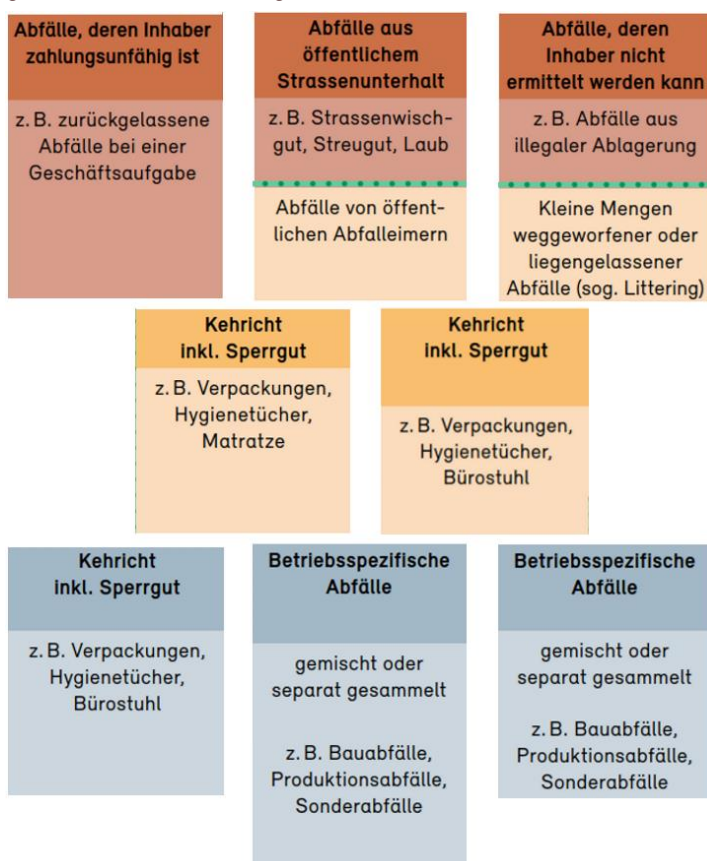 Abfälle, deren Inhaber
zahlungsunfähig ist
z. B. zurückgelassene
Abfälle bei einer
Geschäftsaufgabe
Abfälle aus
öffentlichem
Strassenunterhalt
z. B. Strassenwisch-
gut, Streugut, Laub
Abfälle von öffent-
lichen Abfalleimern
Abfälle, deren
Inhaber nicht
ermittelt werden kann
z. B. Abfälle aus
illegaler Ablagerung
Kleine Mengen
weggeworfener oder
liegengelassener
Abfälle (sog. Littering)
Kehricht
inkl. Sperrgut
z. B. Verpackungen,
Hygienetücher,
Matratze
Kehricht
inkl. Sperrgut
z. B. Verpackungen,
Hygienetücher,
Bürostuhl
Kehricht
inkl. Sperrgut
z. B. Verpackungen,
Hygienetücher,
Bürostuhl
Betriebsspezifische
Abfälle
gemischt oder
separat gesammelt
z. B. Bauabfälle,
Produktionsabfälle,
Sonderabfälle
Betriebsspezifische
Abfälle
gemischt oder
separat gesammelt
z. B. Bauabfälle,
Produktionsabfälle,
Sonderabfälle